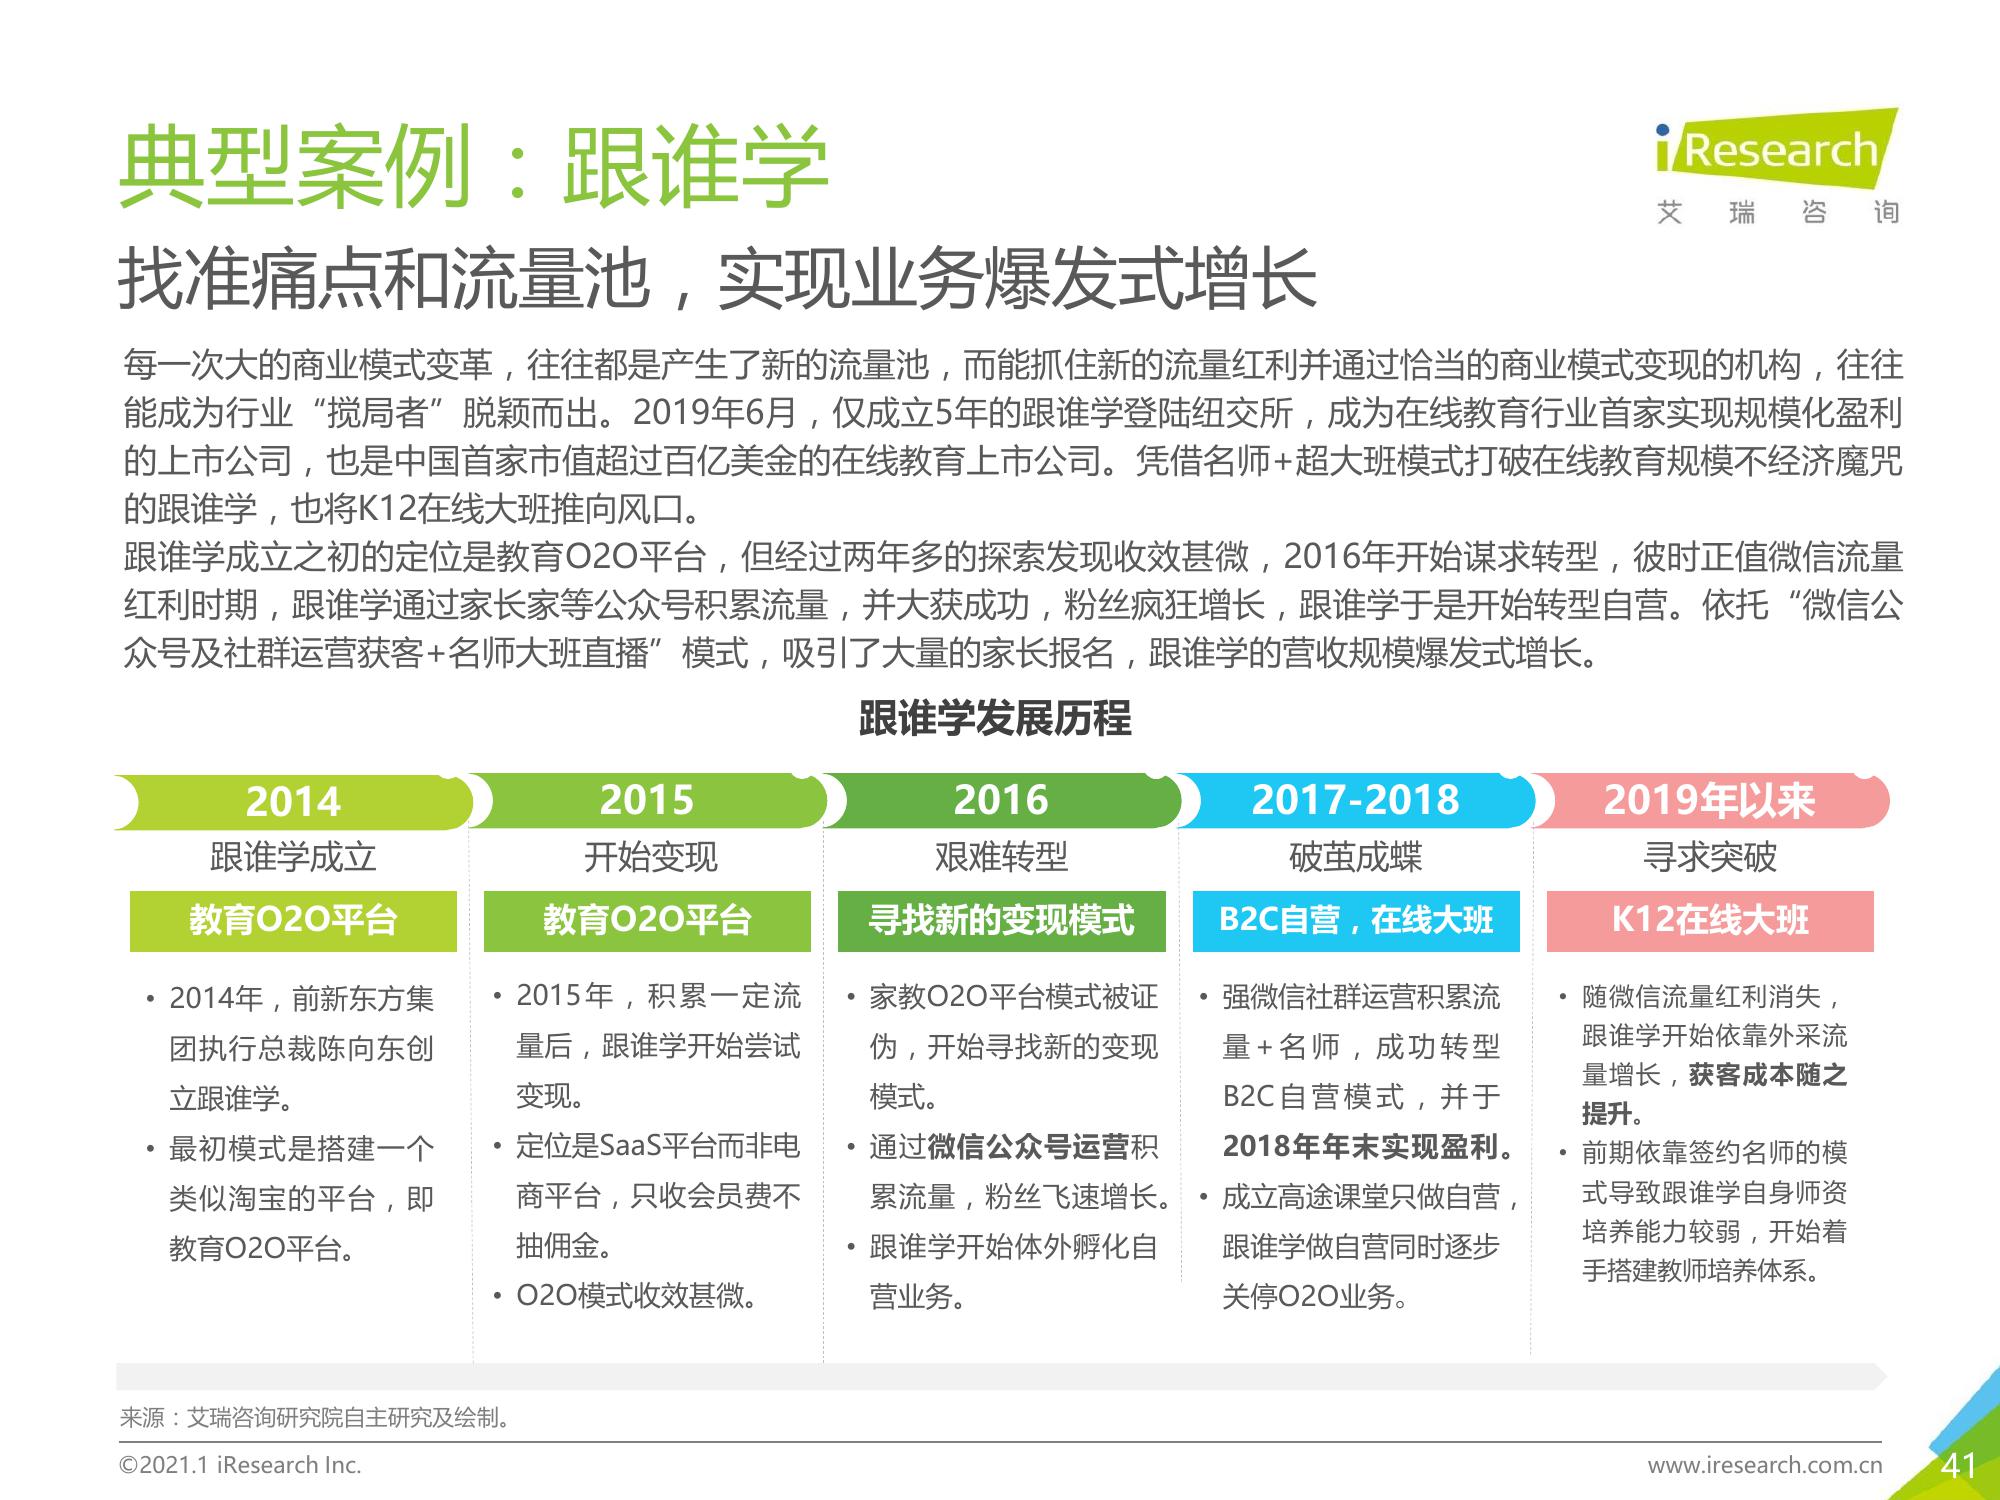 典型案例：跟谁学
iResearch
艾瑞咨询
找准痛点和流量池，实现业务爆发式增长
每一次大的商业模式变革，往往都是产生了新的流量池，而能抓住新的流量红利并通过恰当的商业模式变现的机构，往往
能成为行业“搅局者”脱颖而出。2019年6月，仅成立5年的跟谁学登陆纽交所，成为在线教育行业首家实现规模化盈利
的上市公司，也是中国首家市值超过百亿美金的在线教育上市公司。凭借名师+超大班模式打破在线教育规模不经济魔咒
的跟谁学，也将K12在线大班推向风口。
跟谁学成立之初的定位是教育O2O平台，但经过两年多的探索发现收效甚微，2016年开始谋求转型，彼时正值微信流量
红利时期，跟谁学通过家长家等公众号积累流量，并大获成功，粉丝疯狂增长，跟谁学于是开始转型自营。依托“微信公
众号及社群运营获客+名师大班直播”模式，吸引了大量的家长报名，跟谁学的营收规模爆发式增长。
跟谁学发展历程
2014
跟谁学成立
教育O2O平台
• 2014年，前新东方集
团执行总裁陈向东创
立跟谁学。
• 最初模式是搭建一个
类似淘宝的平台，即
教育O2O平台。
2015
开始变现
教育O2O平台
• 2015年，积累一定流
量后，跟谁学开始尝试
变现。
• 定位是SaaS平台而非电
商平台，只收会员费不
抽佣金。
• O2O模式收效甚微。
2016
艰难转型
寻找新的变现模式
• 家教O2O平台模式被证
伪，开始寻找新的变现
模式。
• 通过微信公众号运营积
累流量，粉丝飞速增长。
• 跟谁学开始体外孵化自
营业务。
2017-2018
破茧成蝶
B2C自营，在线大班
• 强微信社群运营积累流
量+名师，成功转型
B2C自营模式，并于
2018年年末实现盈利。
• 成立高途课堂只做自营，
跟谁学做自营同时逐步
关停O2O业务。
2019年以来
寻求突破
K12在线大班
• 随微信流量红利消失，
跟谁学开始依靠外采流
量增长，获客成本随之
提升。
• 前期依靠签约名师的模
式导致跟谁学自身师资
培养能力较弱，开始着
手搭建教师培养体系。
来源：艾瑞咨询研究院自主研究及绘制。
©2021.1 iResearch Inc.
www.iresearch.com.cn
41